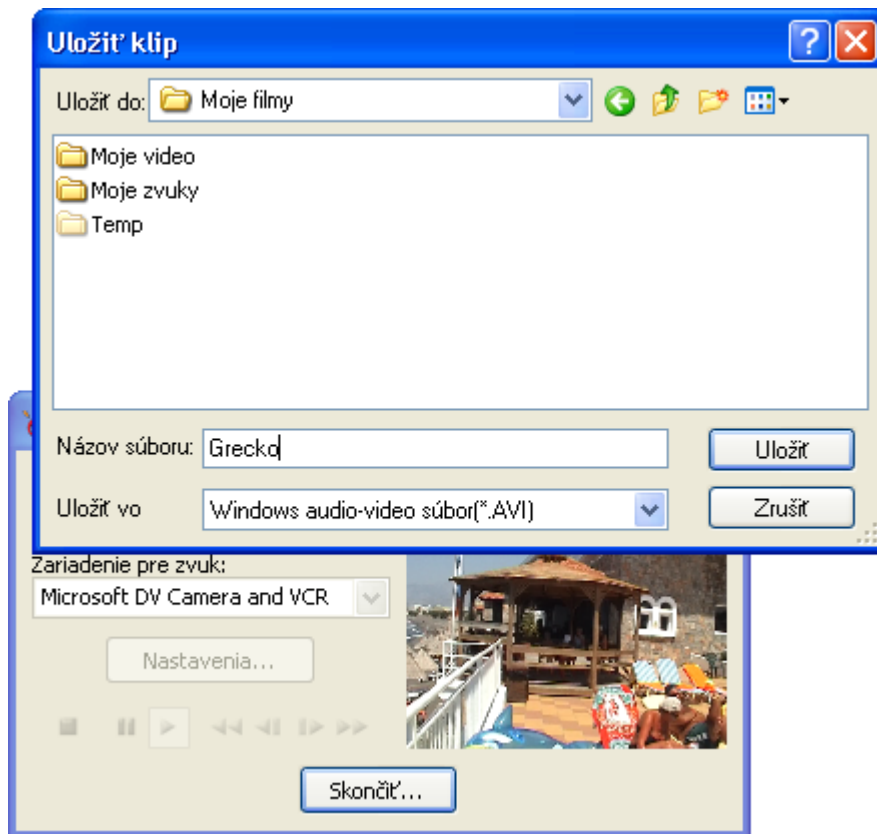 Uložiť klip
Uložiť do: Moje filmy
Moje video
Moje zvuky
Temp
Názov súboru: Grecko
Uložiť
Uložiť vo Windows audio-video súbor(*.AVI)
Zrušiť
Zariadenie pre zvuk:
Microsoft DV Camera and VCR
Nastavenia...
Skončiť...